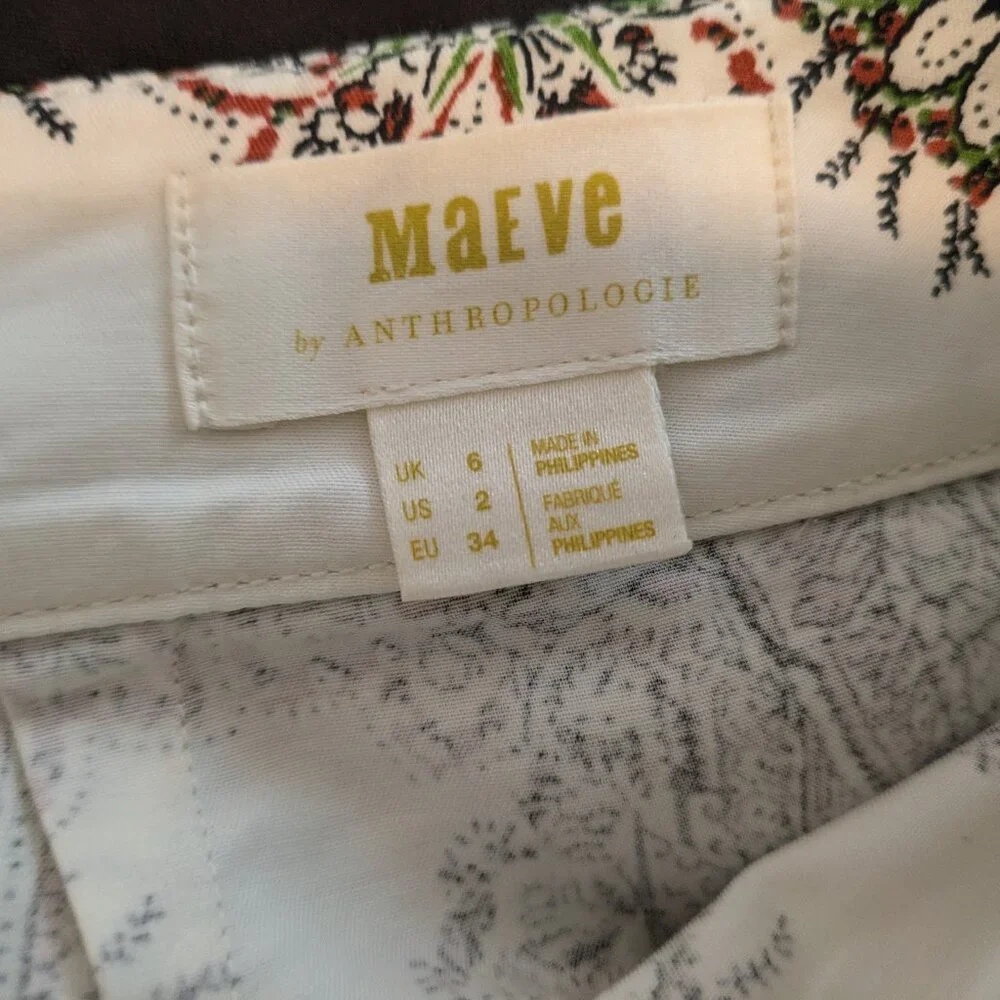 MaEVe
by ANTHROPOLOGIE
UK 6
US 2
EU 34
MADE IN
PHILIPPINES
FABRIQUÉ
AUX
PHILIPPINES